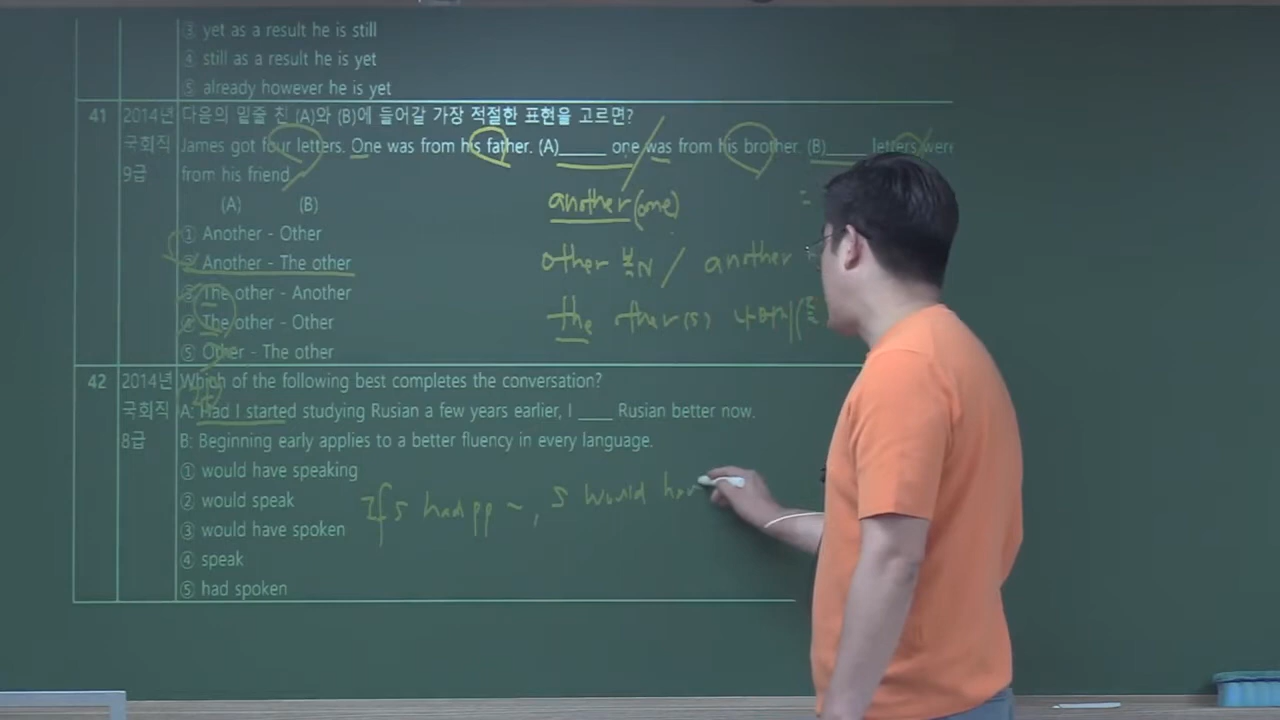 ③ yet as a result he is still
④ still as a result he is yet
⑤ already however he is yet
41 2014년 다음의 밑줄 친 (A)와 (B)에 들어갈 가장 적절한 표현을 고르면?
국회직 James got four letters. One was from his father. (A)_____ one was from his brother. (B)_____ letters were
9급 from his friend.
(A) (B)
another (one)
① Another - Other
② Another - The other
other 복N / another
③ The other - Another
④ The other - Other
the other(s) 나머지
⑤ Other - The other
42 2014년 Which of the following best completes the conversation?
국회직 A: Had I started studying Rusian a few years earlier, I ____ Rusian better now.
8급 B: Beginning early applies to a better fluency in every language.
① would have speaking
② would speak
If S had pp ~, S would hav
③ would have spoken
④ speak
⑤ had spoken